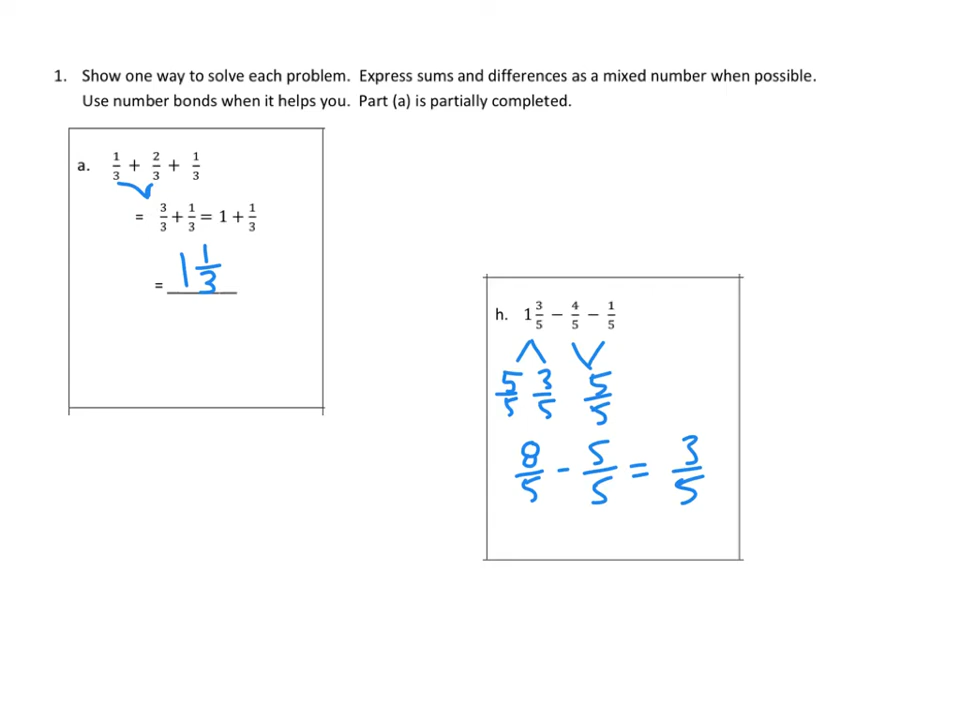 1. Show one way to solve each problem. Express sums and differences as a mixed number when possible.
Use number bonds when it helps you. Part (a) is partially completed.
a. 1/3 + 2/3 + 1/3
= 3/3 + 1/3 = 1 + 1/3
= 1 1/3
h. 1 3/5 − 4/5 − 1/5
5/5 3/5 5/5
8/5 - 5/5 = 3/5